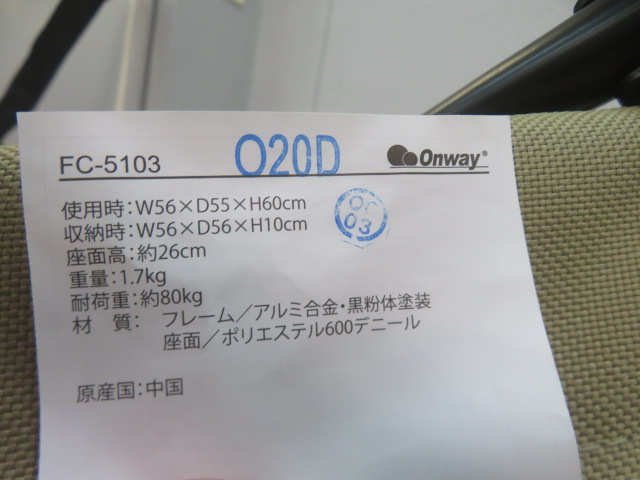 FC-5103 O20D Onway®
QC
03
使用時：W56×D55×H60cm
収納時：W56×D56×H10cm
座面高：約26cm
重量：1.7kg
耐荷重：約80kg
材　質：フレーム／アルミ合金・黒粉体塗装
座面／ポリエステル600デニール
原産国：中国